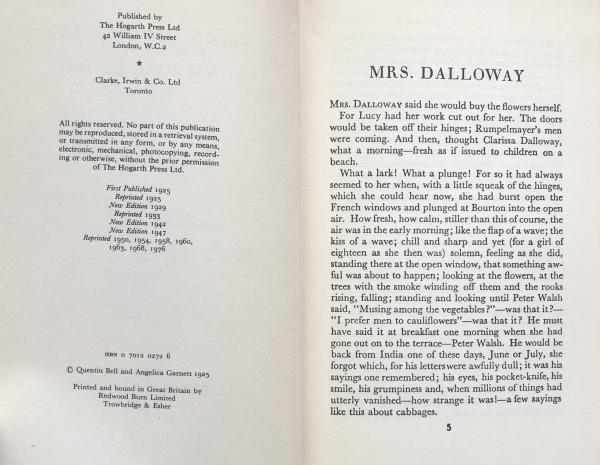 Published by
The Hogarth Press Ltd
42 William IV Street
London, W.C.2
*
Clarke, Irwin & Co. Ltd
Toronto
All rights reserved. No part of this publication
may be reproduced, stored in a retrieval system,
or transmitted in any form, or by any means,
electronic, mechanical, photocopying, record-
ing or otherwise, without the prior permission
of The Hogarth Press Ltd.
First Published 1925
Reprinted 1925
New Edition 1929
Reprinted 1933
New Edition 1942
New Edition 1947
Reprinted 1950, 1954, 1958, 1960,
1963, 1968, 1976
ISBN 0 7012 0272 6
© Quentin Bell and Angelica Garnett 1925
Printed and bound in Great Britain by
Redwood Burn Limited
Trowbridge & Esher
MRS. DALLOWAY
MRS. DALLOWAY said she would buy the flowers herself.
For Lucy had her work cut out for her. The doors
would be taken off their hinges; Rumpelmayer's men
were coming. And then, thought Clarissa Dalloway,
what a morning—fresh as if issued to children on a
beach.
What a lark! What a plunge! For so it had always
seemed to her when, with a little squeak of the hinges,
which she could hear now, she had burst open the
French windows and plunged at Bourton into the open
air. How fresh, how calm, stiller than this of course, the
air was in the early morning; like the flap of a wave; the
kiss of a wave; chill and sharp and yet (for a girl of
eighteen as she then was) solemn, feeling as she did,
standing there at the open window, that something aw-
ful was about to happen; looking at the flowers, at the
trees with the smoke winding off them and the rooks
rising, falling; standing and looking until Peter Walsh
said, "Musing among the vegetables?"—was that it?—
"I prefer men to cauliflowers"—was that it? He must
have said it at breakfast one morning when she had
gone out on to the terrace—Peter Walsh. He would be
back from India one of these days, June or July, she
forgot which, for his letters were awfully dull; it was his
sayings one remembered; his eyes, his pocket-knife, his
smile, his grumpiness and, when millions of things had
utterly vanished—how strange it was!—a few sayings
like this about cabbages.
5